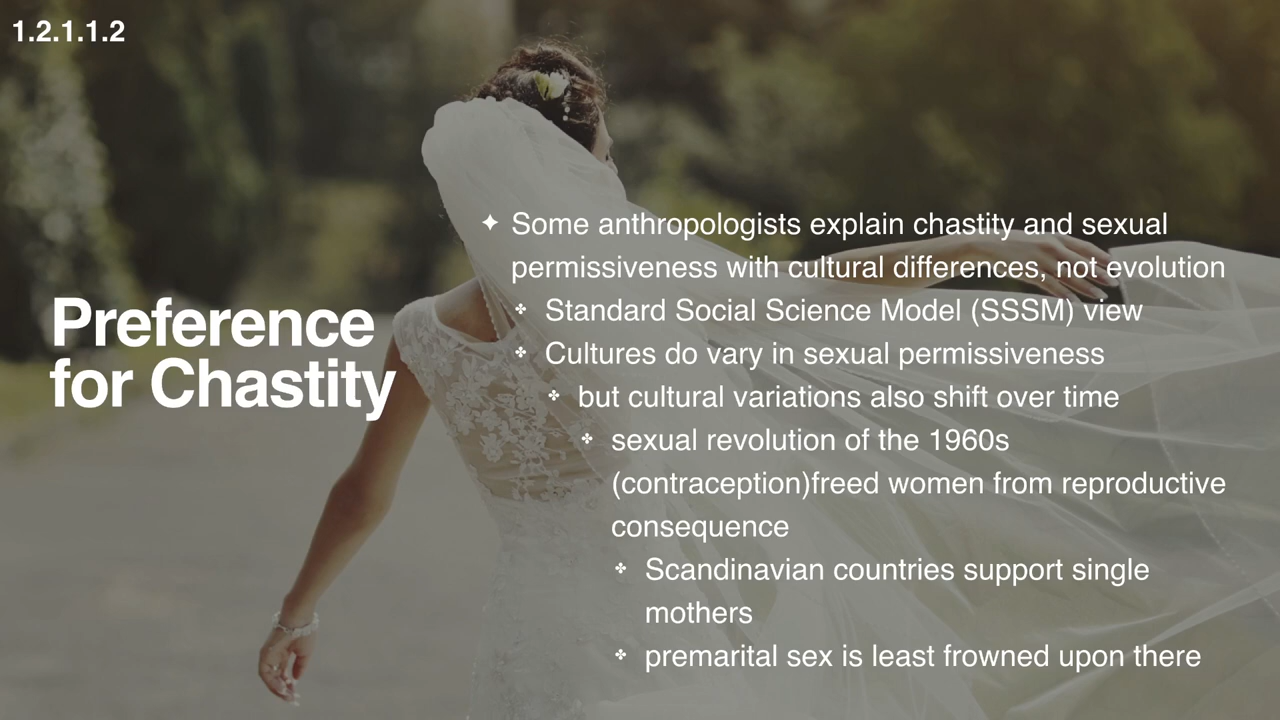 1.2.1.1.2
Preference
for Chastity
✦ Some anthropologists explain chastity and sexual
permissiveness with cultural differences, not evolution
✤ Standard Social Science Model (SSSM) view
✤ Cultures do vary in sexual permissiveness
✤ but cultural variations also shift over time
✤ sexual revolution of the 1960s
(contraception)freed women from reproductive
consequence
✤ Scandinavian countries support single
mothers
✤ premarital sex is least frowned upon there